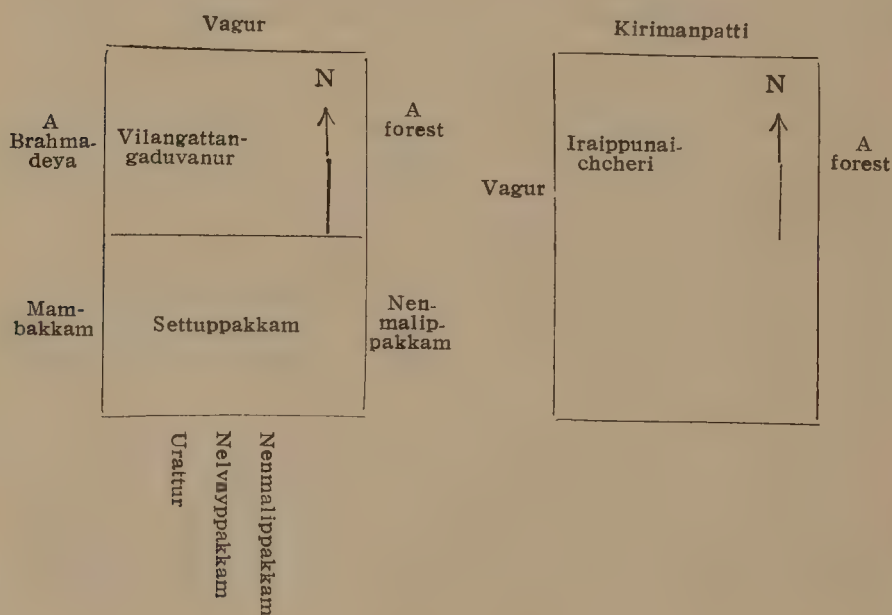 Vagur
N
A
Brahma-
deya
Vilangattan-
gaduvanur
A
forest
Mam-
bakkam
Settuppakkam
Nen-
malip-
pakkam
Urattur
Nelvayppakkam
Nenmalippakkam
Kirimanpatti
N
Vagur
Iraippunai-
chcheri
A
forest